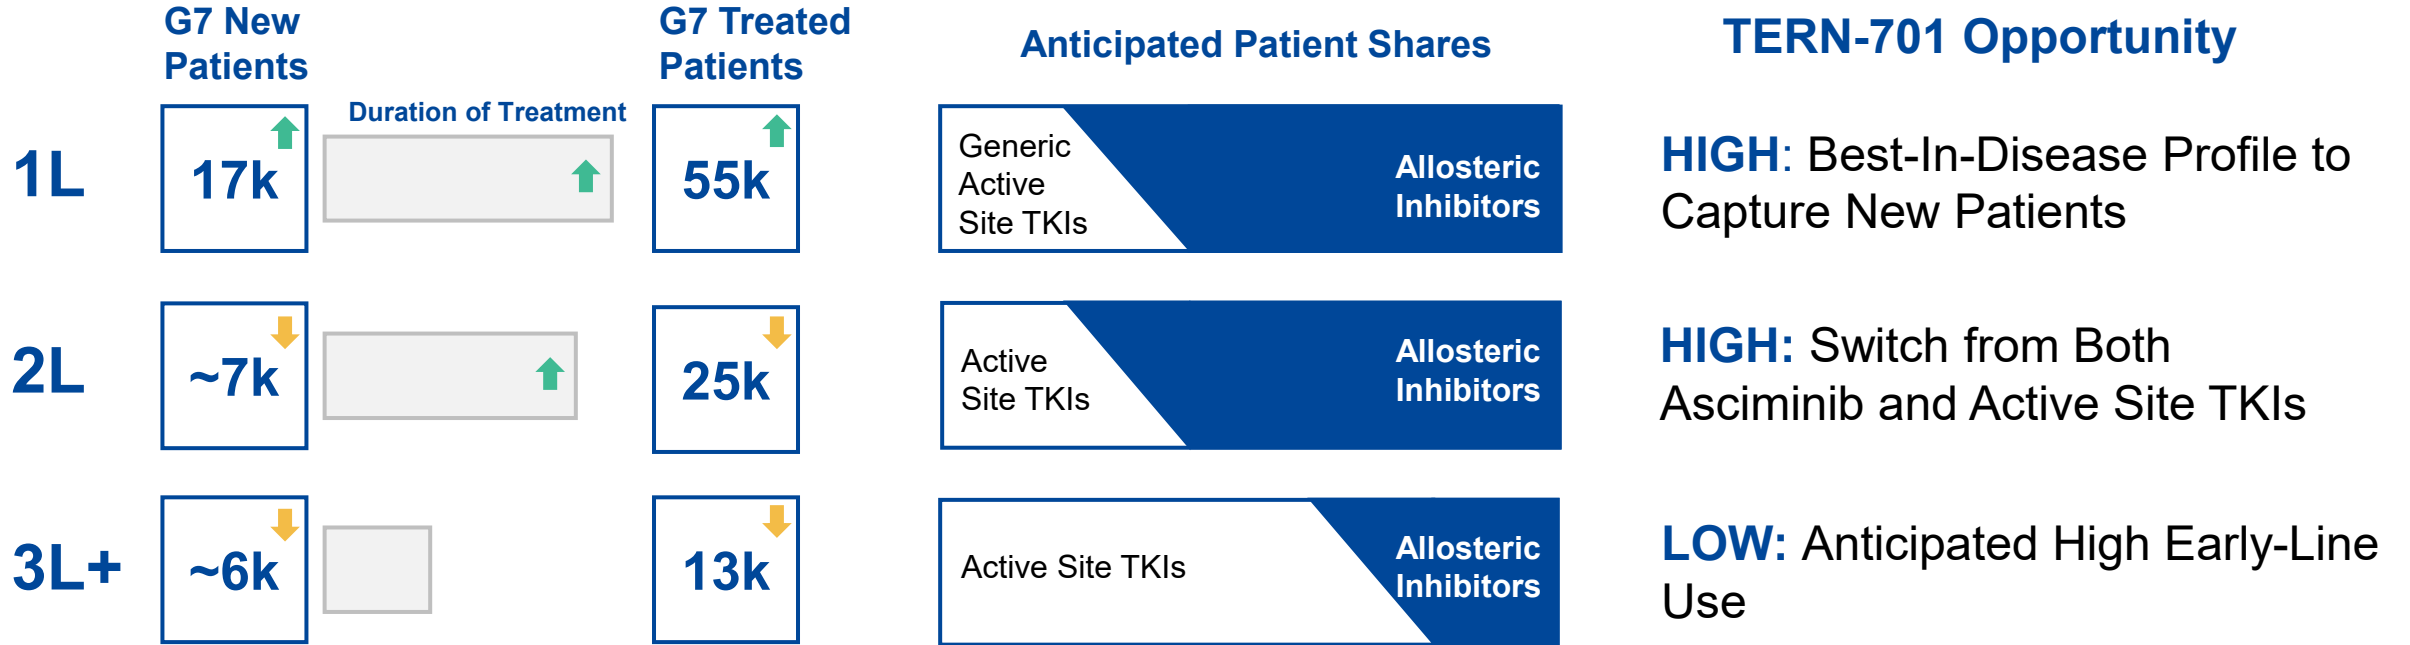 G7 New
Patients
Duration of Treatment
G7 Treated
Patients
Anticipated Patient Shares
TERN-701 Opportunity
1L
17k
55k
Generic
Active
Site TKIs
Allosteric
Inhibitors
HIGH: Best-In-Disease Profile to
Capture New Patients
2L
~7k
25k
Active
Site TKIs
Allosteric
Inhibitors
HIGH: Switch from Both
Asciminib and Active Site TKIs
3L+
~6k
13k
Active Site TKIs
Allosteric
Inhibitors
LOW: Anticipated High Early-Line
Use